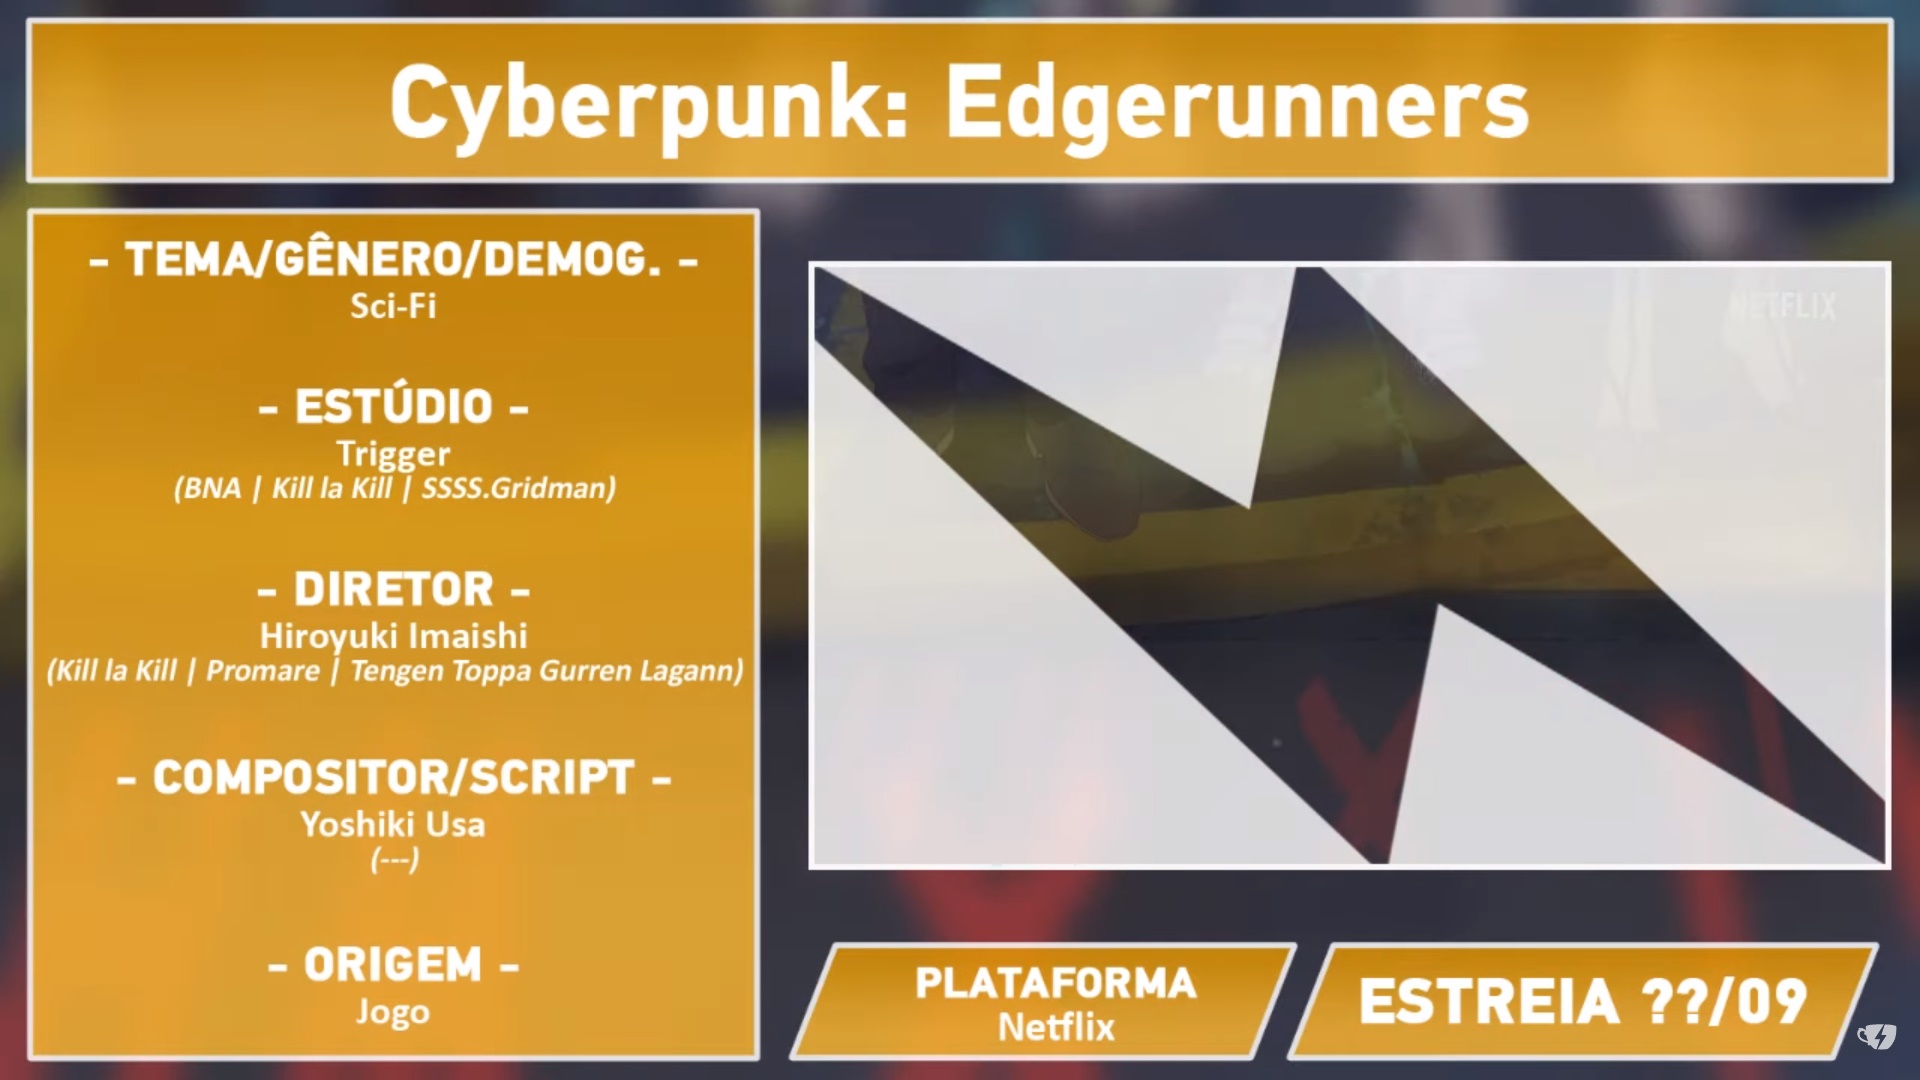 Cyberpunk: Edgerunners
- TEMA/GÊNERO/DEMOG. -
Sci-Fi
- ESTÚDIO -
Trigger
(BNA | Kill la Kill | SSSS.Gridman)
- DIRETOR -
Hiroyuki Imaishi
(Kill la Kill | Promare | Tengen Toppa Gurren Lagann)
- COMPOSITOR/SCRIPT -
Yoshiki Usa
(---)
- ORIGEM -
Jogo
NETFLIX
PLATAFORMA
Netflix
ESTREIA ??/09